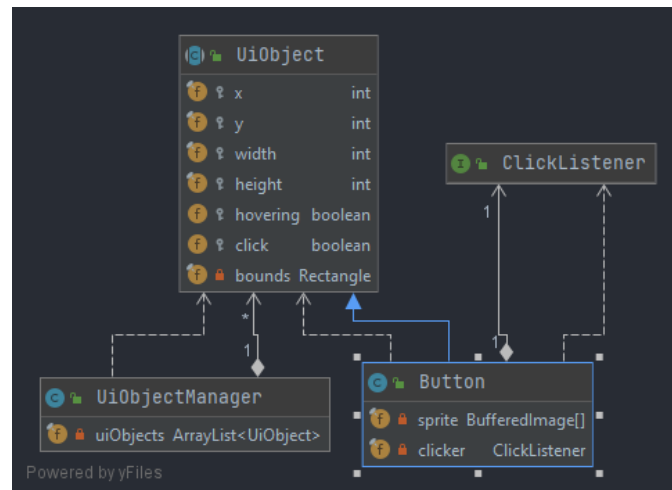 UiObject
x int
y int
width int
height int
hovering boolean
click boolean
bounds Rectangle
ClickListener
1
*
1
1
UiObjectManager
uiObjects ArrayList<UiObject>
Button
sprite BufferedImage[]
clicker ClickListener
Powered by yFiles